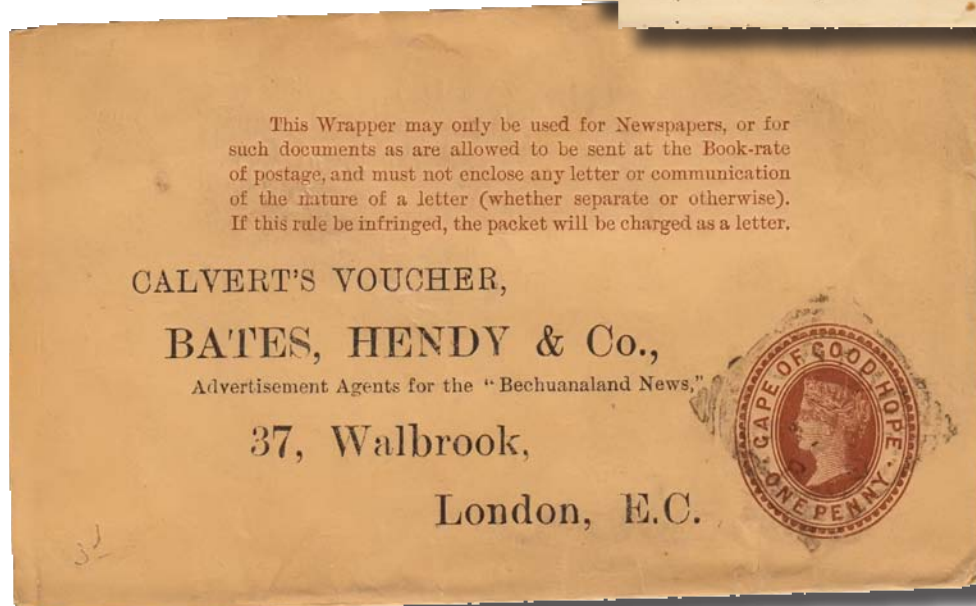 This Wrapper may only be used for Newspapers, or for
such documents as are allowed to be sent at the Book-rate
of postage, and must not enclose any letter or communication
of the nature of a letter (whether separate or otherwise).
If this rule be infringed, the packet will be charged as a letter.
CALVERT'S VOUCHER,
BATES, HENDY & Co.,
Advertisement Agents for the "Bechuanaland News,"
37, Walbrook,
London, E.C.
CAPE OF GOOD HOPE
ONE PENNY